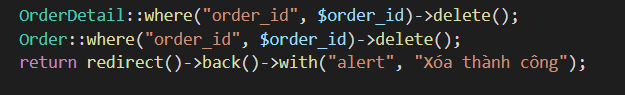 OrderDetail::where("order_id", $order_id)->delete();
Order::where("order_id", $order_id)->delete();
return redirect()->back()->with("alert", "Xóa thành công");